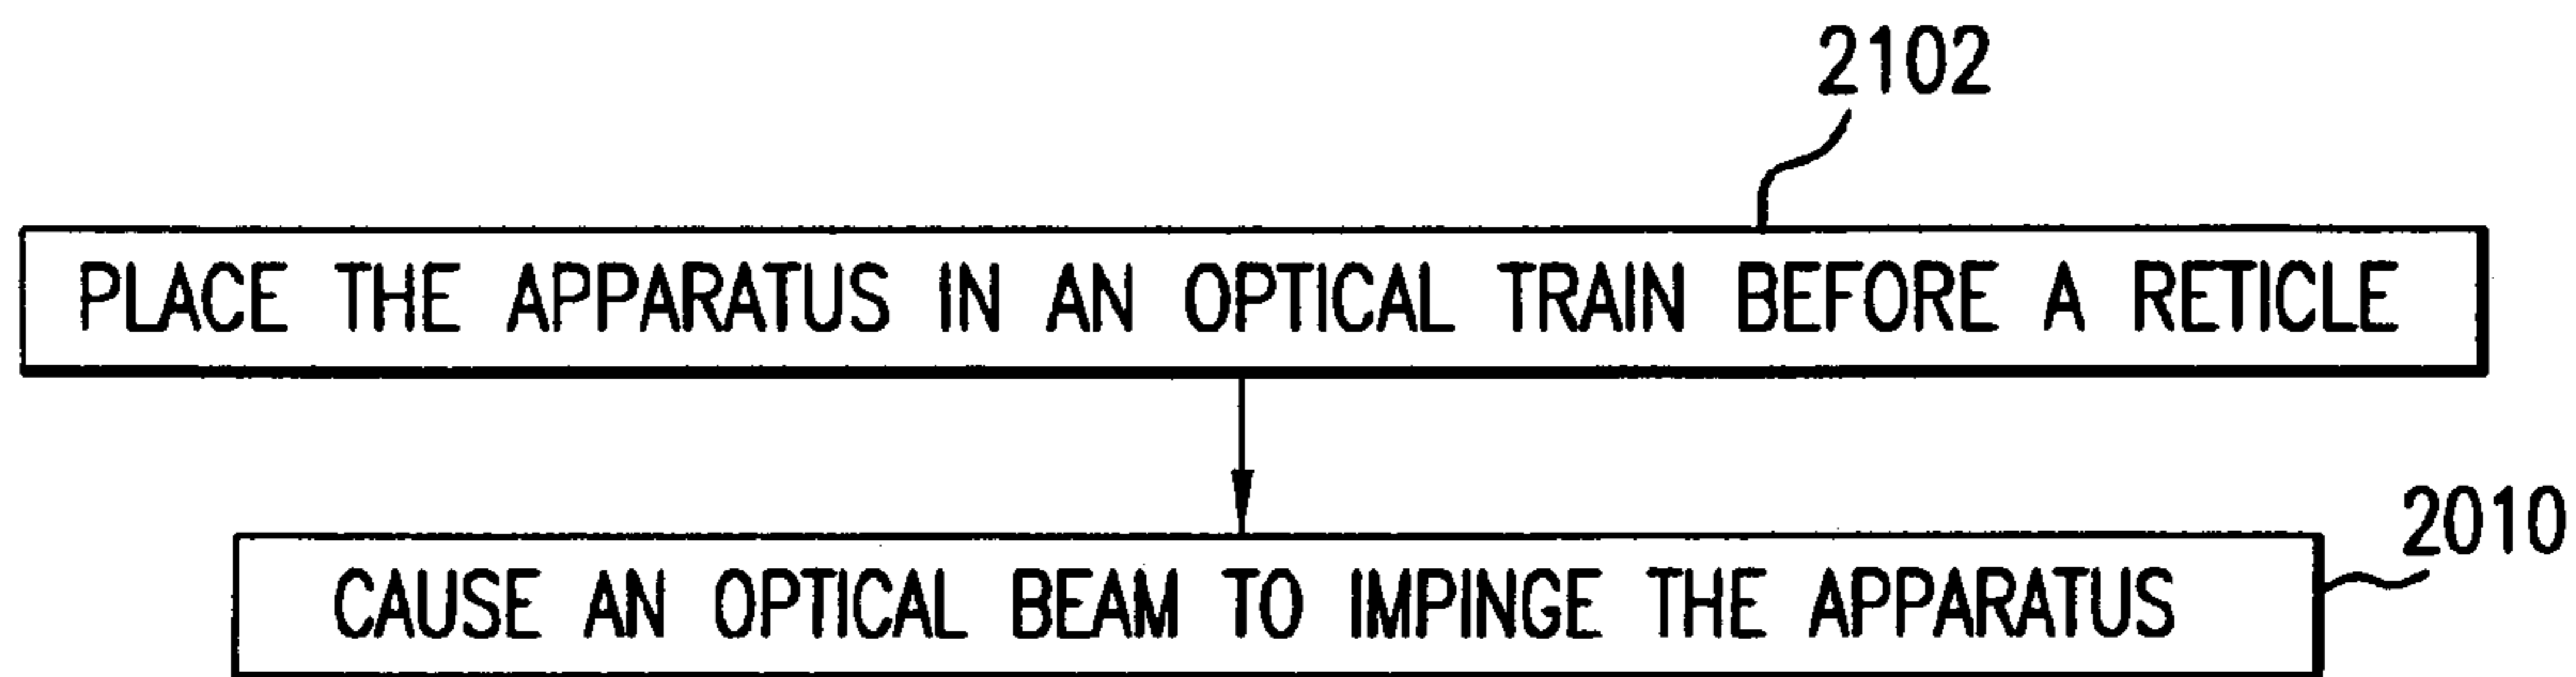 2102
PLACE THE APPARATUS IN AN OPTICAL TRAIN BEFORE A RETICLE
2010
CAUSE AN OPTICAL BEAM TO IMPINGE THE APPARATUS